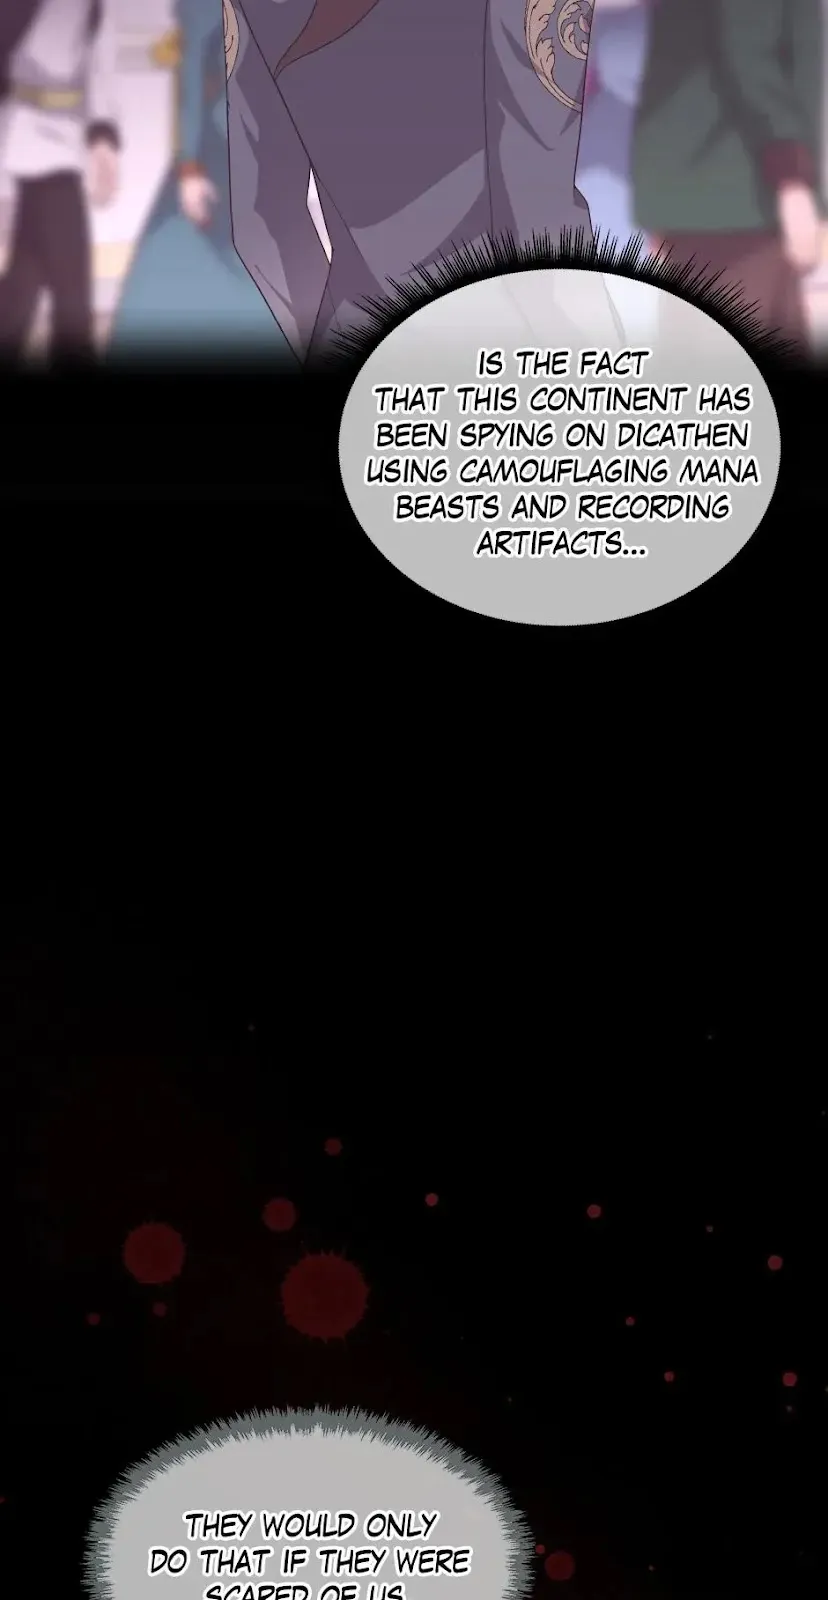 IS THE FACT
THAT THIS CONTINENT HAS
BEEN SPYING ON DICATHEN
USING CAMOUFLAGING MANA
BEASTS AND RECORDING
ARTIFACTS...
THEY WOULD ONLY
DO THAT IF THEY WERE
SCARED OF US